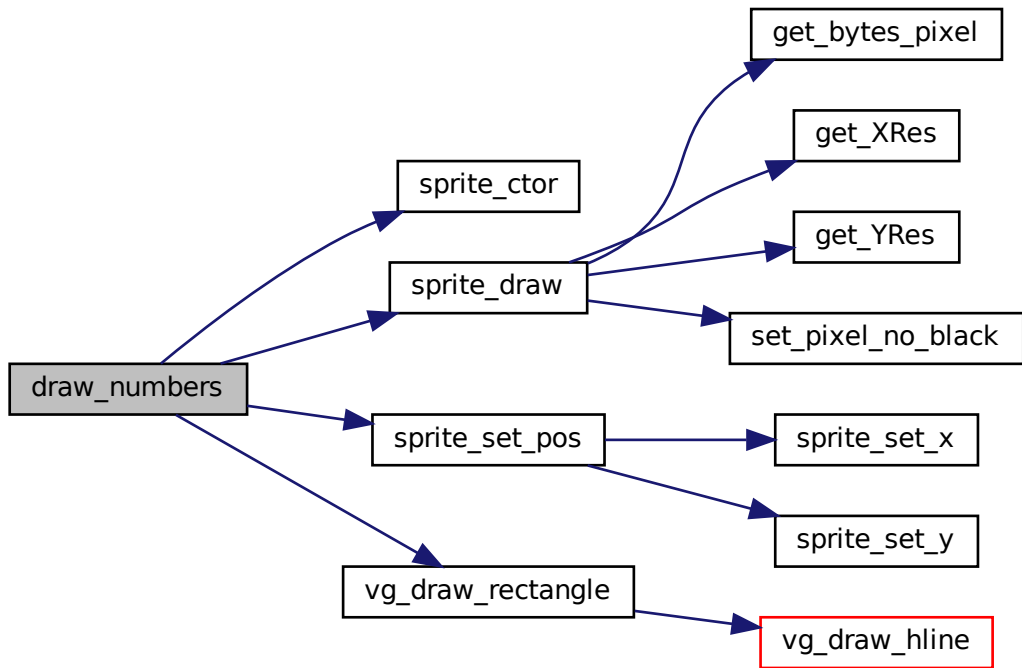 get_bytes_pixel
get_XRes
sprite_ctor
get_YRes
sprite_draw
set_pixel_no_black
draw_numbers
sprite_set_pos
sprite_set_x
sprite_set_y
vg_draw_rectangle
vg_draw_hline